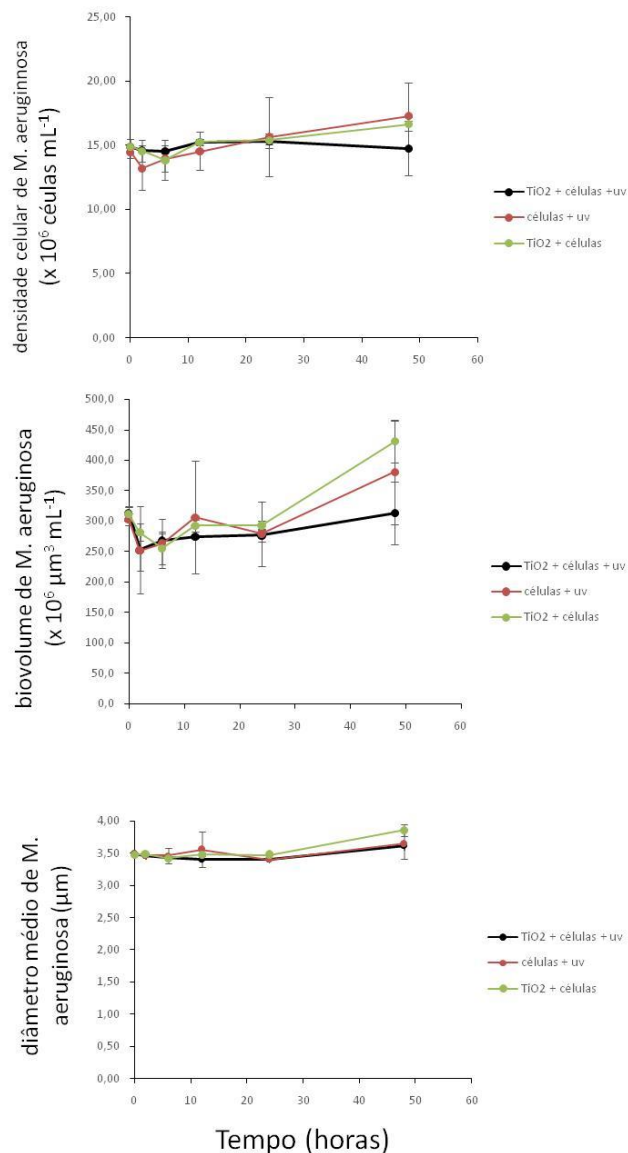 densidade celular de M. aeruginnosa
(x 10⁶ céulas mL⁻¹)
25,00
20,00
15,00
10,00
5,00
0,00
0 10 20 30 40 50 60
TiO2 + células +uv
células + uv
TiO2 + células
biovolume de M. aeruginosa
(x 10⁶ µm³ mL⁻¹)
500,0
450,0
400,0
350,0
300,0
250,0
200,0
150,0
100,0
50,0
,0
0 10 20 30 40 50 60
TiO2 + células + uv
células + uv
TiO2 + células
diâmetro médio de M.
aeruginosa (µm)
4,00
3,50
3,00
2,50
2,00
1,50
1,00
0,50
0,00
0 10 20 30 40 50 60
TiO2 + células + uv
células + uv
TiO2 + células
Tempo (horas)